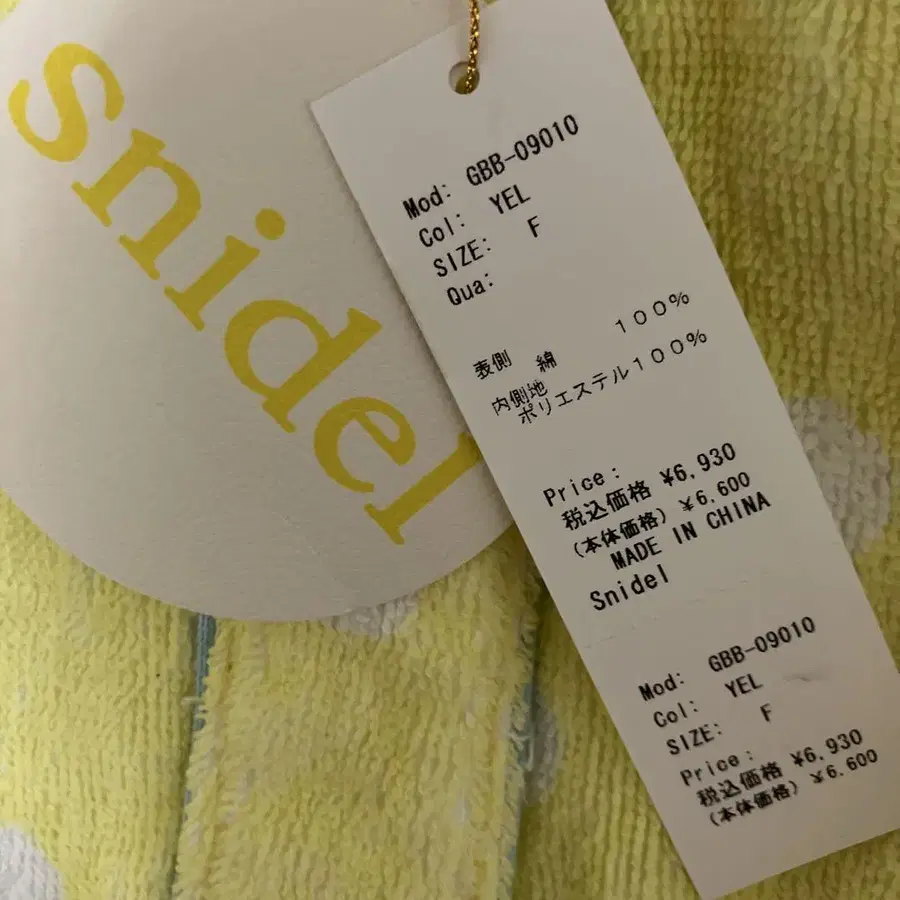 snidel
Mod: GBB-09010
Col: YEL
SIZE: F
Qua:
表側 綿 100%
内側地
ポリエステル100%
Price:
税込価格 ¥6,930
(本体価格) ¥6,600
MADE IN CHINA
Snidel
Mod: GBB-09010
Col: YEL
SIZE: F
Price:
税込価格 ¥6,930
(本体価格) ¥6,600